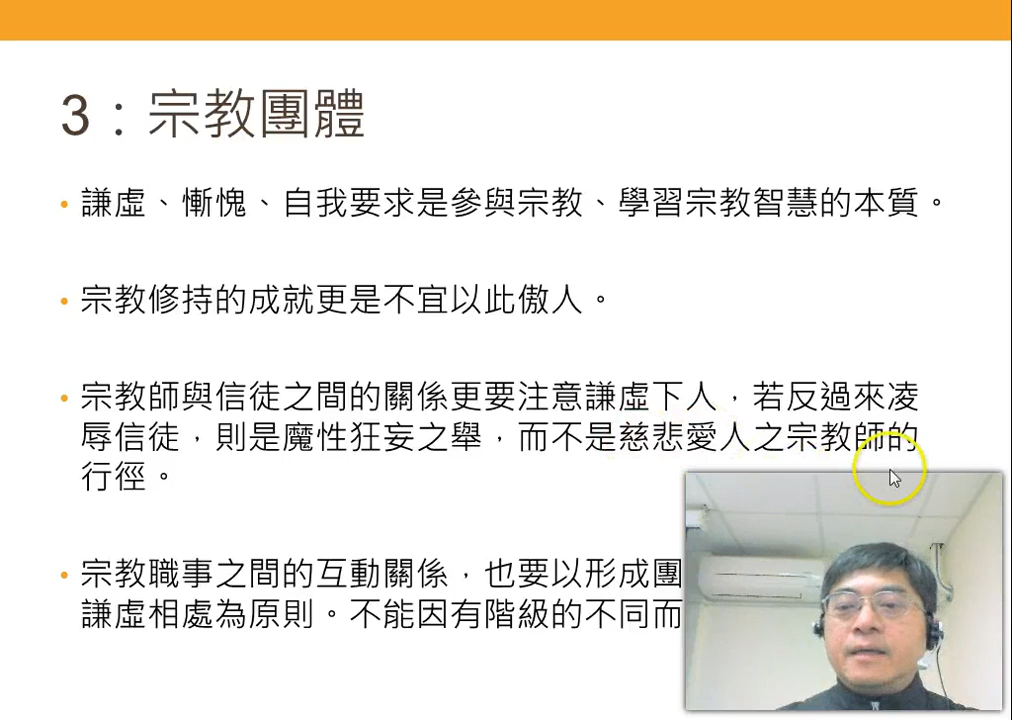 3：宗教團體
• 謙虛、慚愧、自我要求是參與宗教、學習宗教智慧的本質。
• 宗教修持的成就更是不宜以此傲人。
• 宗教師與信徒之間的關係更要注意謙虛下人，若反過來凌
辱信徒，則是魔性狂妄之舉，而不是慈悲愛人之宗教師的
行徑。
• 宗教職事之間的互動關係，也要以形成團
謙虛相處為原則。不能因有階級的不同而